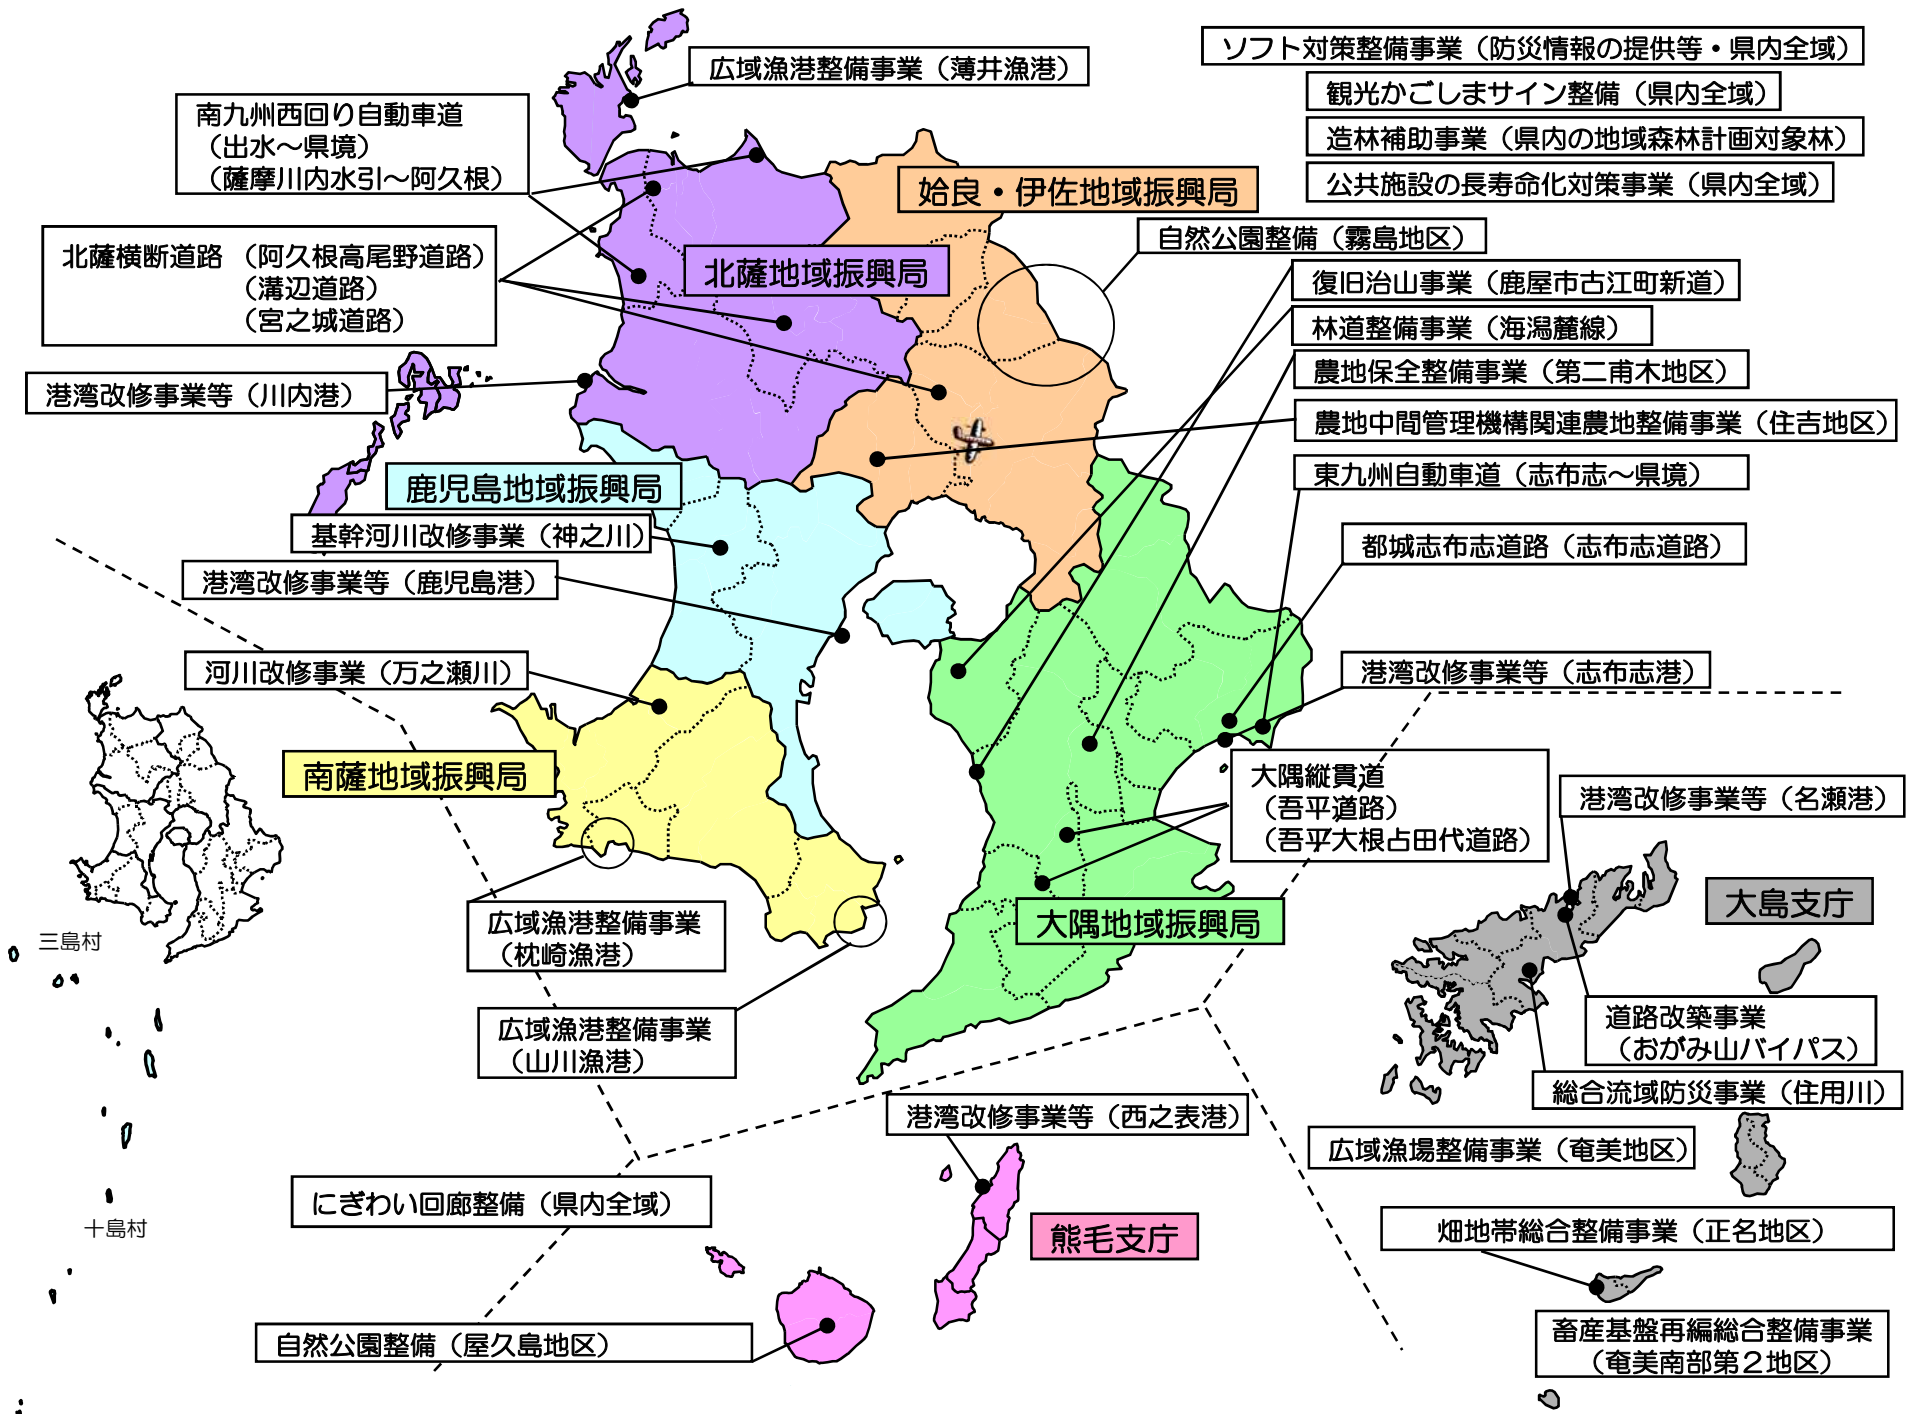 ソフト対策整備事業（防災情報の提供等・県内全域）
広域漁港整備事業（薄井漁港）
観光かごしまサイン整備（県内全域）
南九州西回り自動車道
（出水～県境）
（薩摩川内水引～阿久根）
造林補助事業（県内の地域森林計画対象林）
公共施設の長寿命化対策事業（県内全域）
姶良・伊佐地域振興局
自然公園整備（霧島地区）
北薩横断道路（阿久根高尾野道路）
（溝辺道路）
（宮之城道路）
北薩地域振興局
復旧治山事業（鹿屋市古江町新道）
林道整備事業（海潟麓線）
農地保全整備事業（第二甫木地区）
港湾改修事業等（川内港）
農地中間管理機構関連農地整備事業（住吉地区）
東九州自動車道（志布志～県境）
鹿児島地域振興局
基幹河川改修事業（神之川）
都城志布志道路（志布志道路）
港湾改修事業等（鹿児島港）
河川改修事業（万之瀬川）
港湾改修事業等（志布志港）
南薩地域振興局
大隅縦貫道
（吾平道路）
（吾平大根占田代道路）
港湾改修事業等（名瀬港）
大島支庁
広域漁港整備事業
（枕崎漁港）
大隅地域振興局
三島村
広域漁港整備事業
（山川漁港）
道路改築事業
（おがみ山バイパス）
総合流域防災事業（住用川）
港湾改修事業等（西之表港）
広域漁場整備事業（奄美地区）
にぎわい回廊整備（県内全域）
十島村
熊毛支庁
畑地帯総合整備事業（正名地区）
自然公園整備（屋久島地区）
畜産基盤再編総合整備事業
（奄美南部第２地区）